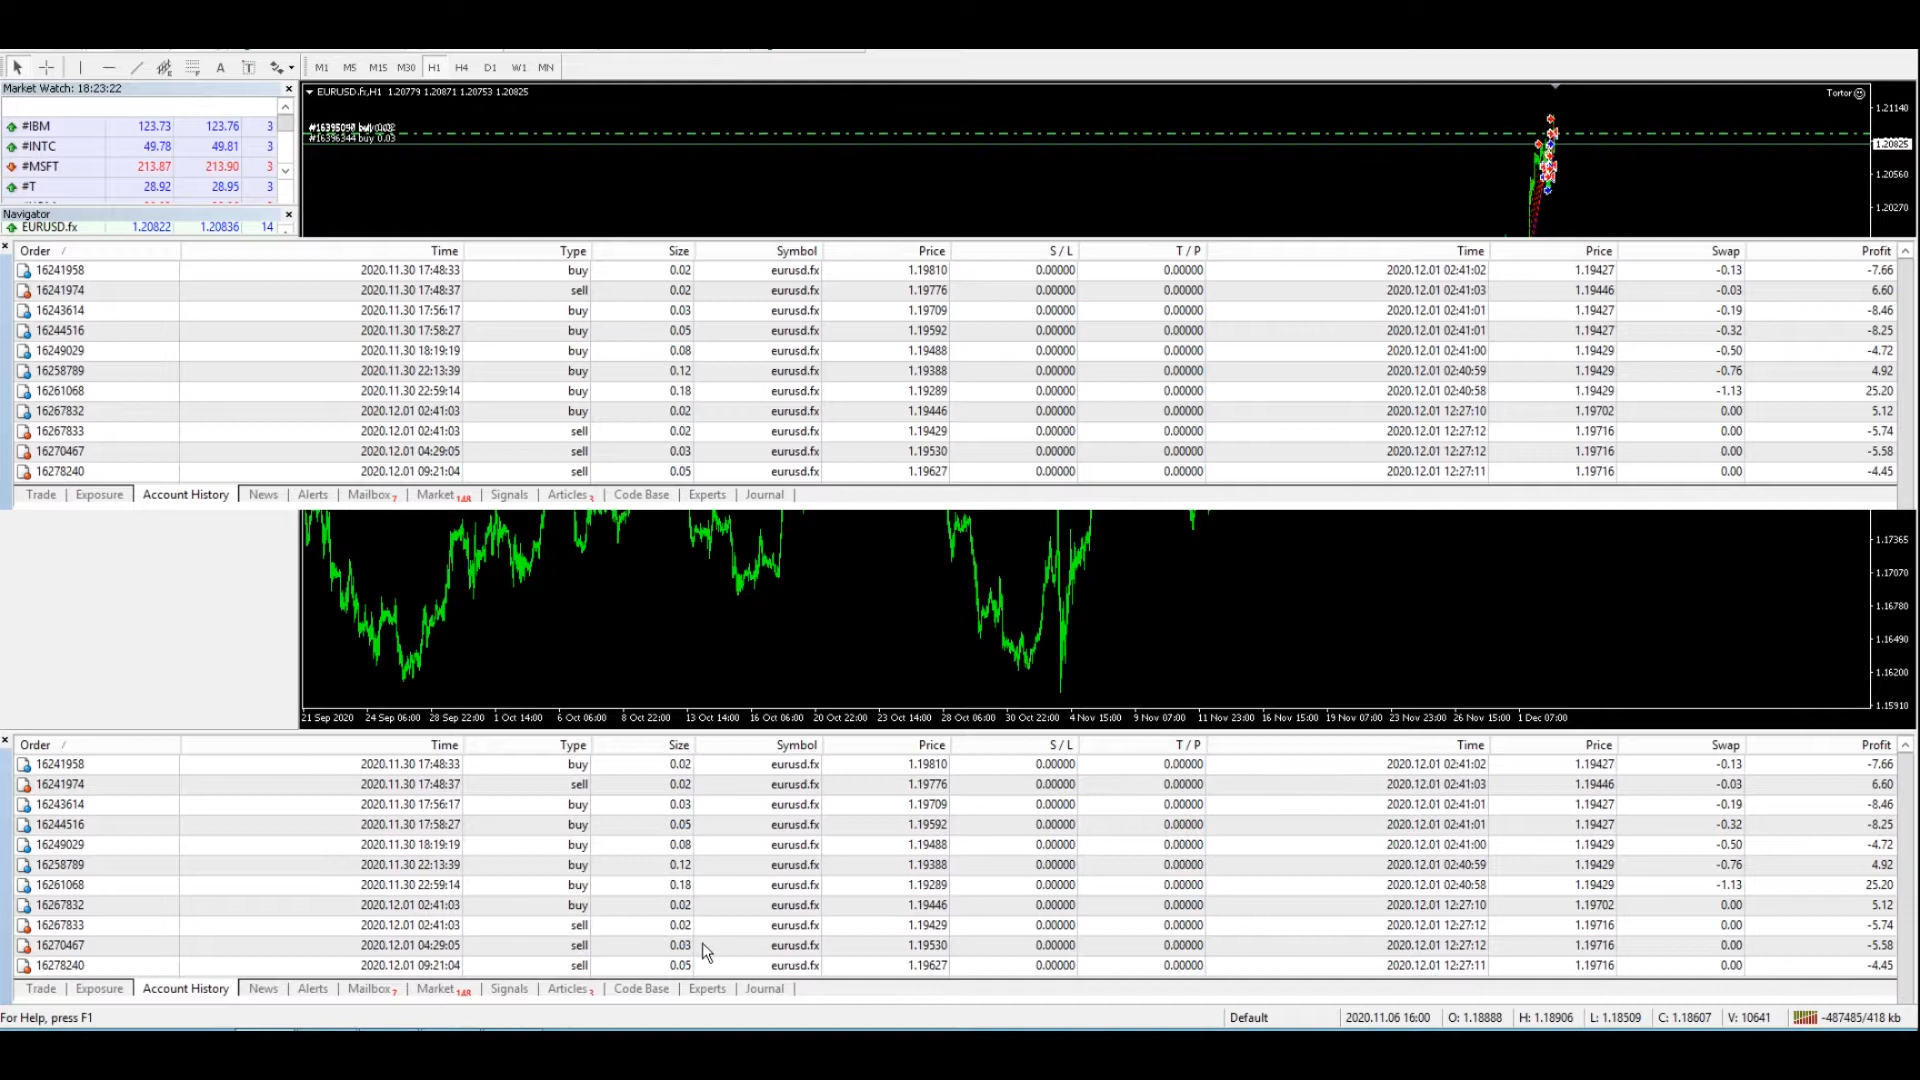 M1 M5 M15 M30 H1 H4 D1 W1 MN
Market Watch: 18:23:22
#IBM 123.73 123.76 3
#INTC 49.78 49.81 3
#MSFT 213.87 213.90 3
#T 28.92 28.95 3
Navigator
EURUSD.fx 1.20822 1.20836 14
EURUSD.fx,H1 1.20779 1.20871 1.20753 1.20825
Tortor
#16396344 buy 0.03
1.21140
1.20825
1.20560
1.20270
Order / Time Type Size Symbol Price S / L T / P Time Price Swap Profit
16241958 2020.11.30 17:48:33 buy 0.02 eurusd.fx 1.19810 0.00000 0.00000 2020.12.01 02:41:02 1.19427 -0.13 -7.66
16241974 2020.11.30 17:48:37 sell 0.02 eurusd.fx 1.19776 0.00000 0.00000 2020.12.01 02:41:03 1.19446 -0.03 6.60
16243614 2020.11.30 17:56:17 buy 0.03 eurusd.fx 1.19709 0.00000 0.00000 2020.12.01 02:41:01 1.19427 -0.19 -8.46
16244516 2020.11.30 17:58:27 buy 0.05 eurusd.fx 1.19592 0.00000 0.00000 2020.12.01 02:41:01 1.19427 -0.32 -8.25
16249029 2020.11.30 18:19:19 buy 0.08 eurusd.fx 1.19488 0.00000 0.00000 2020.12.01 02:41:00 1.19429 -0.50 -4.72
16258789 2020.11.30 22:13:39 buy 0.12 eurusd.fx 1.19388 0.00000 0.00000 2020.12.01 02:40:59 1.19429 -0.76 4.92
16261068 2020.11.30 22:59:14 buy 0.18 eurusd.fx 1.19289 0.00000 0.00000 2020.12.01 02:40:58 1.19429 -1.13 25.20
16267832 2020.12.01 02:41:03 buy 0.02 eurusd.fx 1.19446 0.00000 0.00000 2020.12.01 12:27:10 1.19702 0.00 5.12
16267833 2020.12.01 02:41:03 sell 0.02 eurusd.fx 1.19429 0.00000 0.00000 2020.12.01 12:27:12 1.19716 0.00 -5.74
16270467 2020.12.01 04:29:05 sell 0.03 eurusd.fx 1.19530 0.00000 0.00000 2020.12.01 12:27:12 1.19716 0.00 -5.58
16278240 2020.12.01 09:21:04 sell 0.05 eurusd.fx 1.19627 0.00000 0.00000 2020.12.01 12:27:11 1.19716 0.00 -4.45
Trade Exposure Account History News Alerts Mailbox 7 Market 148 Signals Articles 3 Code Base Experts Journal
1.17365
1.17070
1.16780
1.16490
1.16200
1.15910
21 Sep 2020 24 Sep 06:00 28 Sep 22:00 1 Oct 14:00 6 Oct 06:00 8 Oct 22:00 13 Oct 14:00 16 Oct 06:00 20 Oct 22:00 23 Oct 14:00 28 Oct 06:00 30 Oct 22:00 4 Nov 15:00 9 Nov 07:00 11 Nov 23:00 16 Nov 15:00 19 Nov 07:00 23 Nov 23:00 26 Nov 15:00 1 Dec 07:00
Order / Time Type Size Symbol Price S / L T / P Time Price Swap Profit
16241958 2020.11.30 17:48:33 buy 0.02 eurusd.fx 1.19810 0.00000 0.00000 2020.12.01 02:41:02 1.19427 -0.13 -7.66
16241974 2020.11.30 17:48:37 sell 0.02 eurusd.fx 1.19776 0.00000 0.00000 2020.12.01 02:41:03 1.19446 -0.03 6.60
16243614 2020.11.30 17:56:17 buy 0.03 eurusd.fx 1.19709 0.00000 0.00000 2020.12.01 02:41:01 1.19427 -0.19 -8.46
16244516 2020.11.30 17:58:27 buy 0.05 eurusd.fx 1.19592 0.00000 0.00000 2020.12.01 02:41:01 1.19427 -0.32 -8.25
16249029 2020.11.30 18:19:19 buy 0.08 eurusd.fx 1.19488 0.00000 0.00000 2020.12.01 02:41:00 1.19429 -0.50 -4.72
16258789 2020.11.30 22:13:39 buy 0.12 eurusd.fx 1.19388 0.00000 0.00000 2020.12.01 02:40:59 1.19429 -0.76 4.92
16261068 2020.11.30 22:59:14 buy 0.18 eurusd.fx 1.19289 0.00000 0.00000 2020.12.01 02:40:58 1.19429 -1.13 25.20
16267832 2020.12.01 02:41:03 buy 0.02 eurusd.fx 1.19446 0.00000 0.00000 2020.12.01 12:27:10 1.19702 0.00 5.12
16267833 2020.12.01 02:41:03 sell 0.02 eurusd.fx 1.19429 0.00000 0.00000 2020.12.01 12:27:12 1.19716 0.00 -5.74
16270467 2020.12.01 04:29:05 sell 0.03 eurusd.fx 1.19530 0.00000 0.00000 2020.12.01 12:27:12 1.19716 0.00 -5.58
16278240 2020.12.01 09:21:04 sell 0.05 eurusd.fx 1.19627 0.00000 0.00000 2020.12.01 12:27:11 1.19716 0.00 -4.45
Trade Exposure Account History News Alerts Mailbox 7 Market 148 Signals Articles 3 Code Base Experts Journal
For Help, press F1 Default 2020.11.06 16:00 O: 1.18888 H: 1.18906 L: 1.18509 C: 1.18607 V: 10641 -487485/418 kb